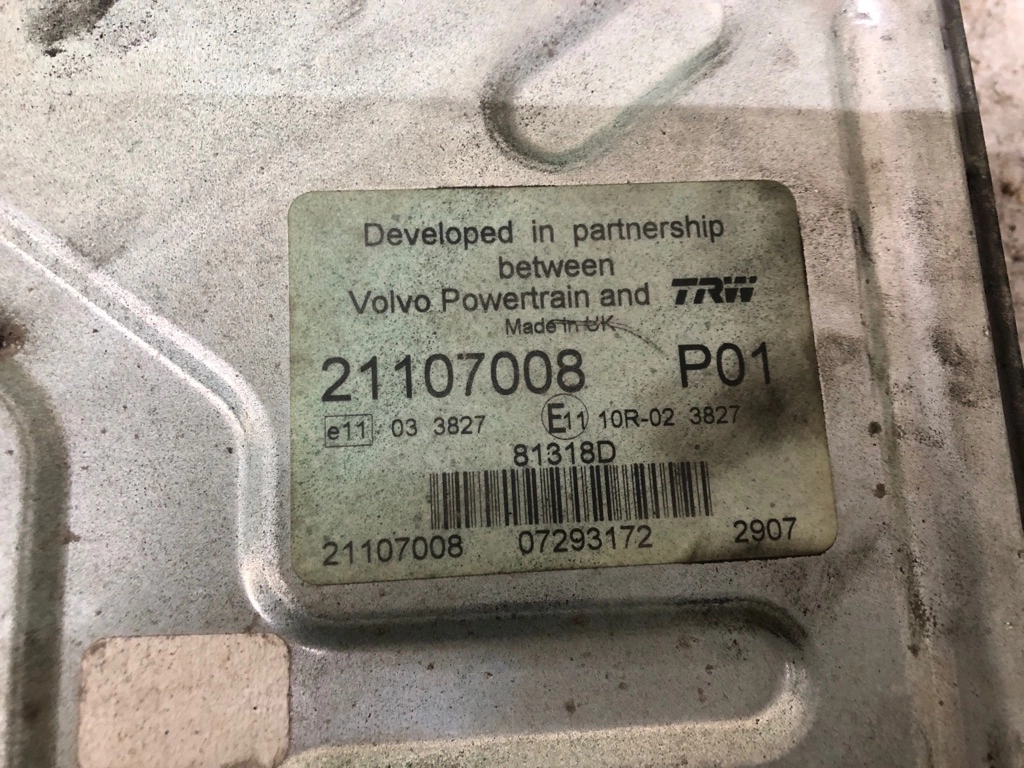 Developed in partnership
between
Volvo Powertrain and TRW
Made in UK
21107008 P01
e11 03 3827 E11 10R-02 3827
81318D
21107008 07293172 2907